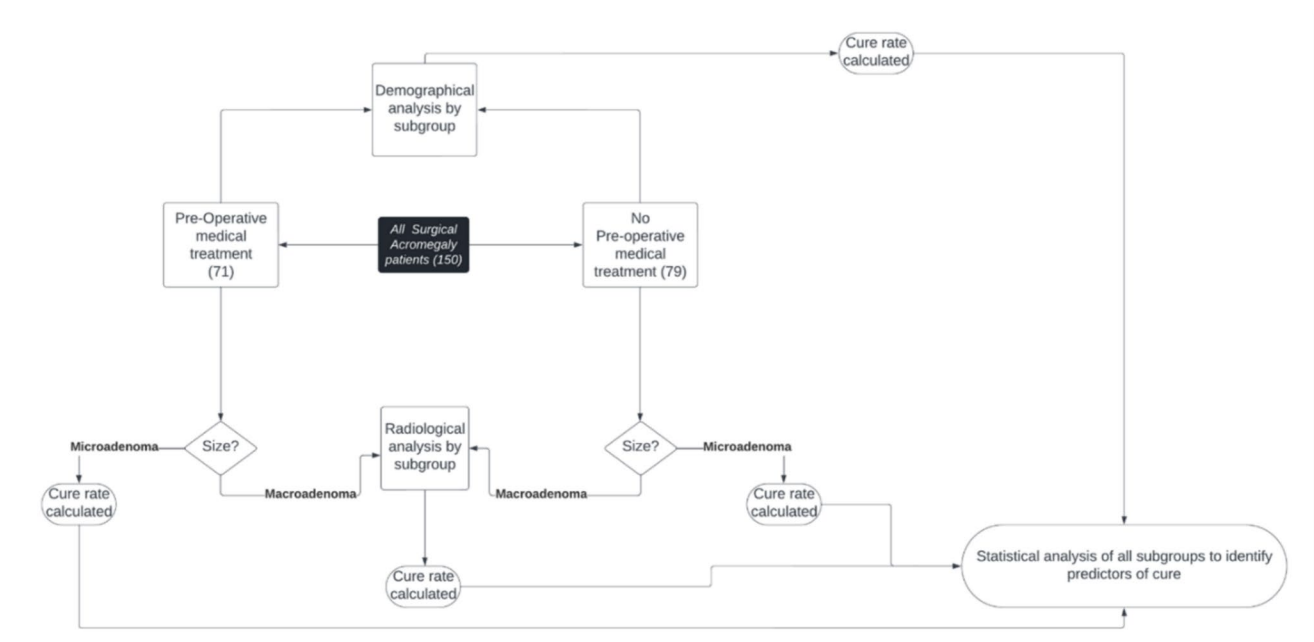 Cure rate
calculated
Demographical
analysis by
subgroup
Pre-Operative
medical
treatment
(71)
All Surgical
Acromegaly
patients (150)
No
Pre-operative
medical
treatment (79)
Microadenoma
Size?
Radiological
analysis by
subgroup
Size?
Microadenoma
Macroadenoma
Macroadenoma
Cure rate
calculated
Cure rate
calculated
Cure rate
calculated
Statistical analysis of all subgroups to identify
predictors of cure